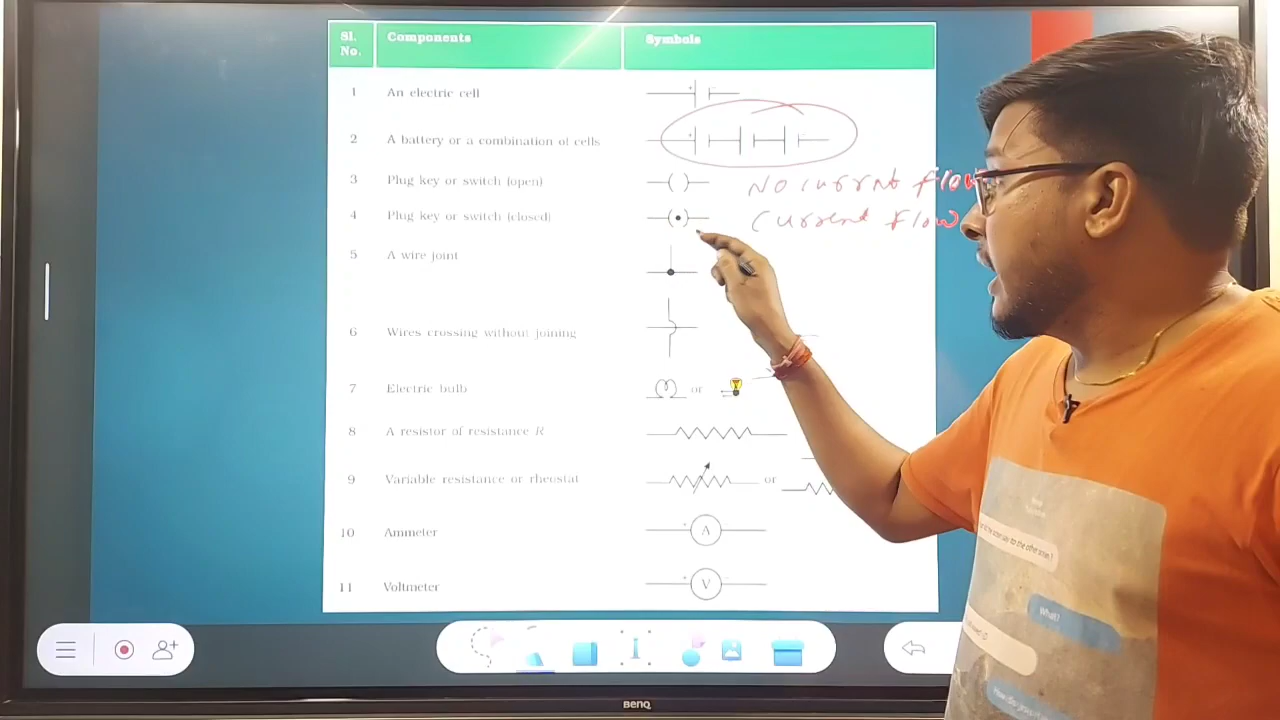 Sl. No. Components Symbols
1 An electric cell
2 A battery or a combination of cells
3 Plug key or switch (open) No current flow
4 Plug key or switch (closed) Current flow
5 A wire joint
6 Wires crossing without joining
7 Electric bulb or
8 A resistor of resistance R
9 Variable resistance or rheostat or
10 Ammeter + A
11 Voltmeter + V
What?
BenQ